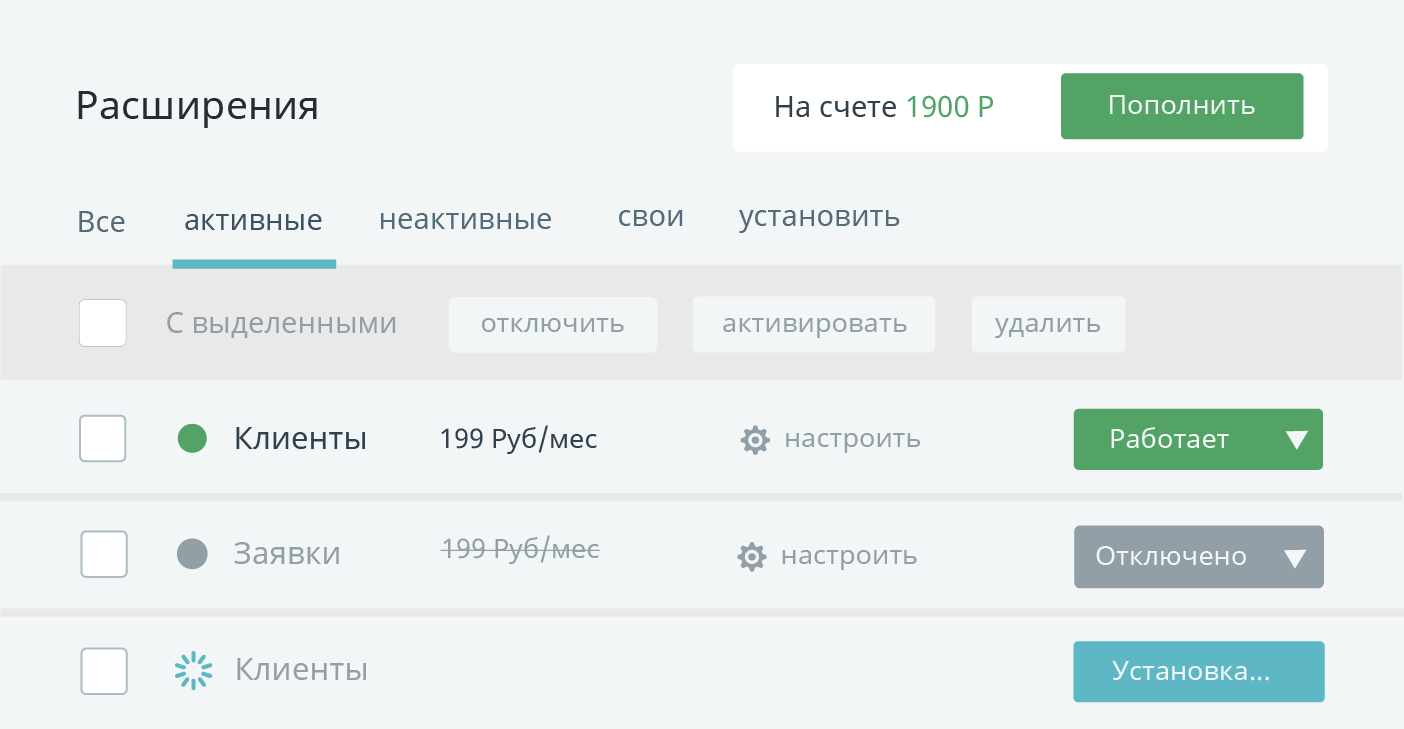 Расширения На счете 1900 Р Пополнить
Все активные неактивные свои установить
С выделенными отключить активировать удалить
Клиенты 199 Руб/мес настроить Работает
Заявки 199 Руб/мес настроить Отключено
Клиенты Установка...